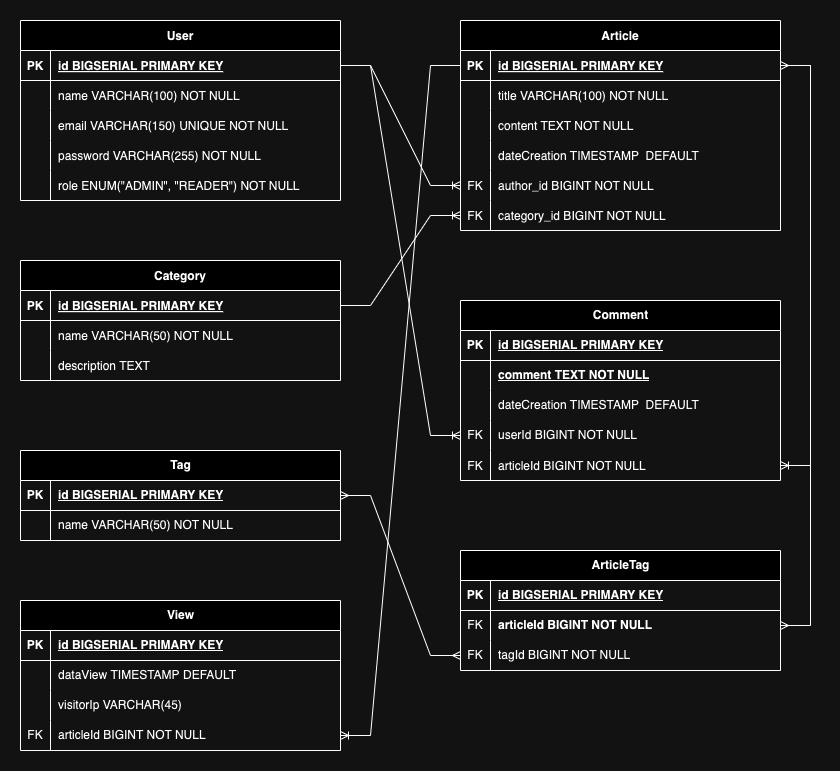 User
PK id BIGSERIAL PRIMARY KEY
name VARCHAR(100) NOT NULL
email VARCHAR(150) UNIQUE NOT NULL
password VARCHAR(255) NOT NULL
role ENUM("ADMIN", "READER") NOT NULL
Article
PK id BIGSERIAL PRIMARY KEY
title VARCHAR(100) NOT NULL
content TEXT NOT NULL
dateCreation TIMESTAMP  DEFAULT
FK author_id BIGINT NOT NULL
FK category_id BIGINT NOT NULL
Category
PK id BIGSERIAL PRIMARY KEY
name VARCHAR(50) NOT NULL
description TEXT
Comment
PK id BIGSERIAL PRIMARY KEY
comment TEXT NOT NULL
dateCreation TIMESTAMP  DEFAULT
FK userId BIGINT NOT NULL
FK articleId BIGINT NOT NULL
Tag
PK id BIGSERIAL PRIMARY KEY
name VARCHAR(50) NOT NULL
ArticleTag
PK id BIGSERIAL PRIMARY KEY
FK articleId BIGINT NOT NULL
FK tagId BIGINT NOT NULL
View
PK id BIGSERIAL PRIMARY KEY
dataView TIMESTAMP DEFAULT
visitorIp VARCHAR(45)
FK articleId BIGINT NOT NULL